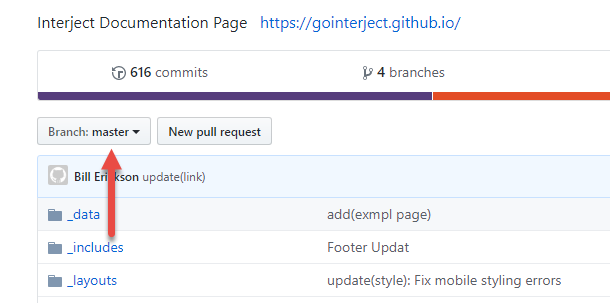 Interject Documentation Page https://gointerject.github.io/
616 commits 4 branches
Branch: master New pull request
Bill Erickson update(link)
_data add(exmpl page)
_includes Footer Updat
_layouts update(style): Fix mobile styling errors